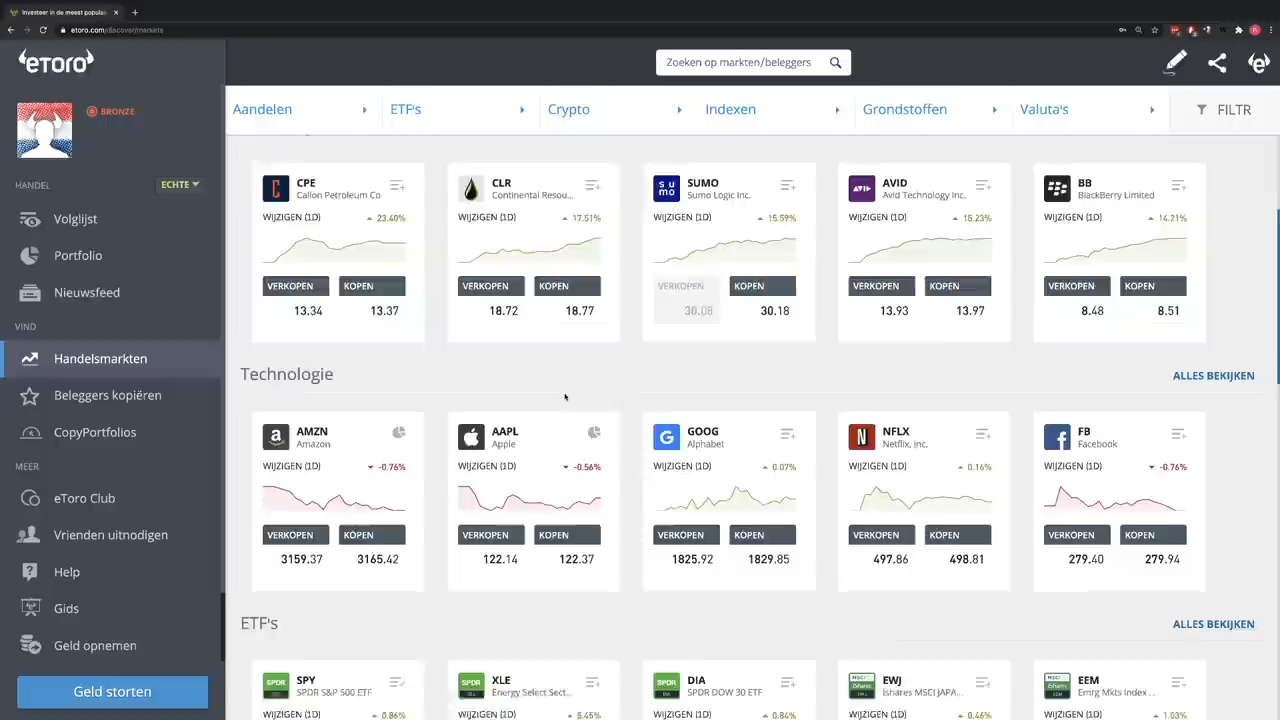 Investeer in de meest popula
etoro.com/discover/markets
eTORO
Zoeken op markten/beleggers
BRONZE
Aandelen
ETF's
Crypto
Indexen
Grondstoffen
Valuta's
FILTR
HANDEL
ECHTE
Volglijst
Portfolio
Nieuwsfeed
VIND
Handelsmarkten
Beleggers kopiëren
CopyPortfolios
MEER
eToro Club
Vrienden uitnodigen
Help
Gids
Geld opnemen
Geld storten
CPE
Callon Petroleum Co
WIJZIGEN (1D) 23.40%
VERKOPEN KOPEN
13.34 13.37
CLR
Continental Resou...
WIJZIGEN (1D) 17.51%
VERKOPEN KOPEN
18.72 18.77
SUMO
Sumo Logic Inc.
WIJZIGEN (1D) 15.59%
VERKOPEN KOPEN
30.08 30.18
AVID
Avid Technology Inc.
WIJZIGEN (1D) 15.23%
VERKOPEN KOPEN
13.93 13.97
BB
BlackBerry Limited
WIJZIGEN (1D) 14.21%
VERKOPEN KOPEN
8.48 8.51
Technologie
ALLES BEKIJKEN
AMZN
Amazon
WIJZIGEN (1D) -0.76%
VERKOPEN KOPEN
3159.37 3165.42
AAPL
Apple
WIJZIGEN (1D) -0.56%
VERKOPEN KOPEN
122.14 122.37
GOOG
Alphabet
WIJZIGEN (1D) 0.07%
VERKOPEN KOPEN
1825.92 1829.85
NFLX
Netflix, Inc.
WIJZIGEN (1D) 0.16%
VERKOPEN KOPEN
497.86 498.81
FB
Facebook
WIJZIGEN (1D) -0.76%
VERKOPEN KOPEN
279.40 279.94
ETF's
ALLES BEKIJKEN
SPY
SPDR S&P 500 ETF
WIJZIGEN (1D) 0.86%
XLE
Energy Select Sect...
WIJZIGEN (1D) 5.45%
DIA
SPDR DOW 30 ETF
WIJZIGEN (1D) 0.84%
EWJ
Ishares MSCI JAPA...
WIJZIGEN (1D) 0.46%
EEM
Emrg Mkts Index ...
WIJZIGEN (1D) 1.03%